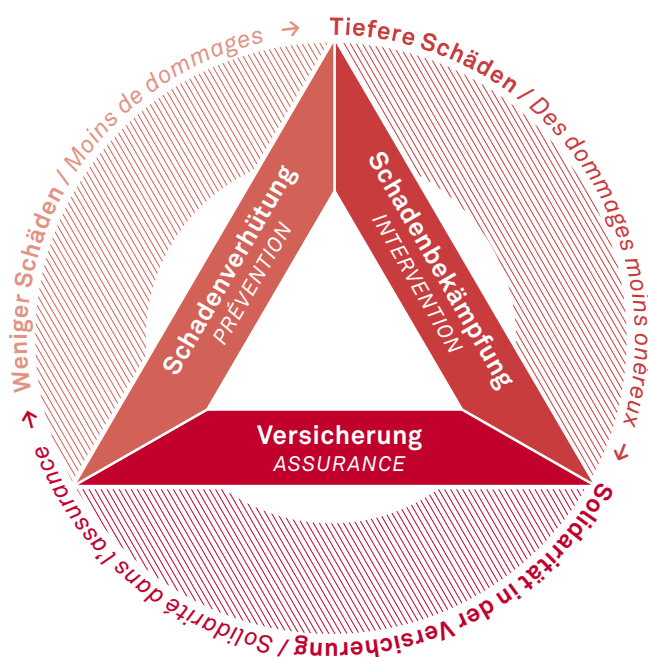 Weniger Schäden / Moins de dommages →
Tiefere Schäden / Des dommages moins onéreux →
Solidarität in der Versicherung / Solidarité dans l'assurance →
Schadenverhütung
PRÉVENTION
Schadenbekämpfung
INTERVENTION
Versicherung
ASSURANCE